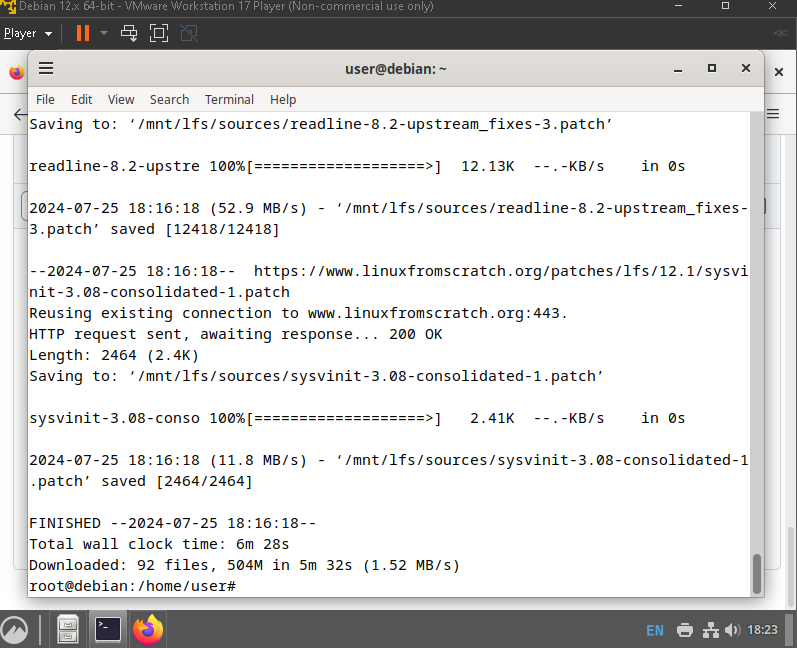 Debian 12.x 64-bit - VMware Workstation 17 Player (Non-commercial use only)
Player
user@debian: ~
File Edit View Search Terminal Help
Saving to: ‘/mnt/lfs/sources/readline-8.2-upstream_fixes-3.patch’
readline-8.2-upstre 100%[===================>]  12.13K  --.-KB/s    in 0s
2024-07-25 18:16:18 (52.9 MB/s) - ‘/mnt/lfs/sources/readline-8.2-upstream_fixes-
3.patch’ saved [12418/12418]
--2024-07-25 18:16:18--  https://www.linuxfromscratch.org/patches/lfs/12.1/sysvi
nit-3.08-consolidated-1.patch
Reusing existing connection to www.linuxfromscratch.org:443.
HTTP request sent, awaiting response... 200 OK
Length: 2464 (2.4K)
Saving to: ‘/mnt/lfs/sources/sysvinit-3.08-consolidated-1.patch’
sysvinit-3.08-conso 100%[===================>]   2.41K  --.-KB/s    in 0s
2024-07-25 18:16:18 (11.8 MB/s) - ‘/mnt/lfs/sources/sysvinit-3.08-consolidated-1
.patch’ saved [2464/2464]
FINISHED --2024-07-25 18:16:18--
Total wall clock time: 6m 28s
Downloaded: 92 files, 504M in 5m 32s (1.52 MB/s)
root@debian:/home/user#
EN 18:23